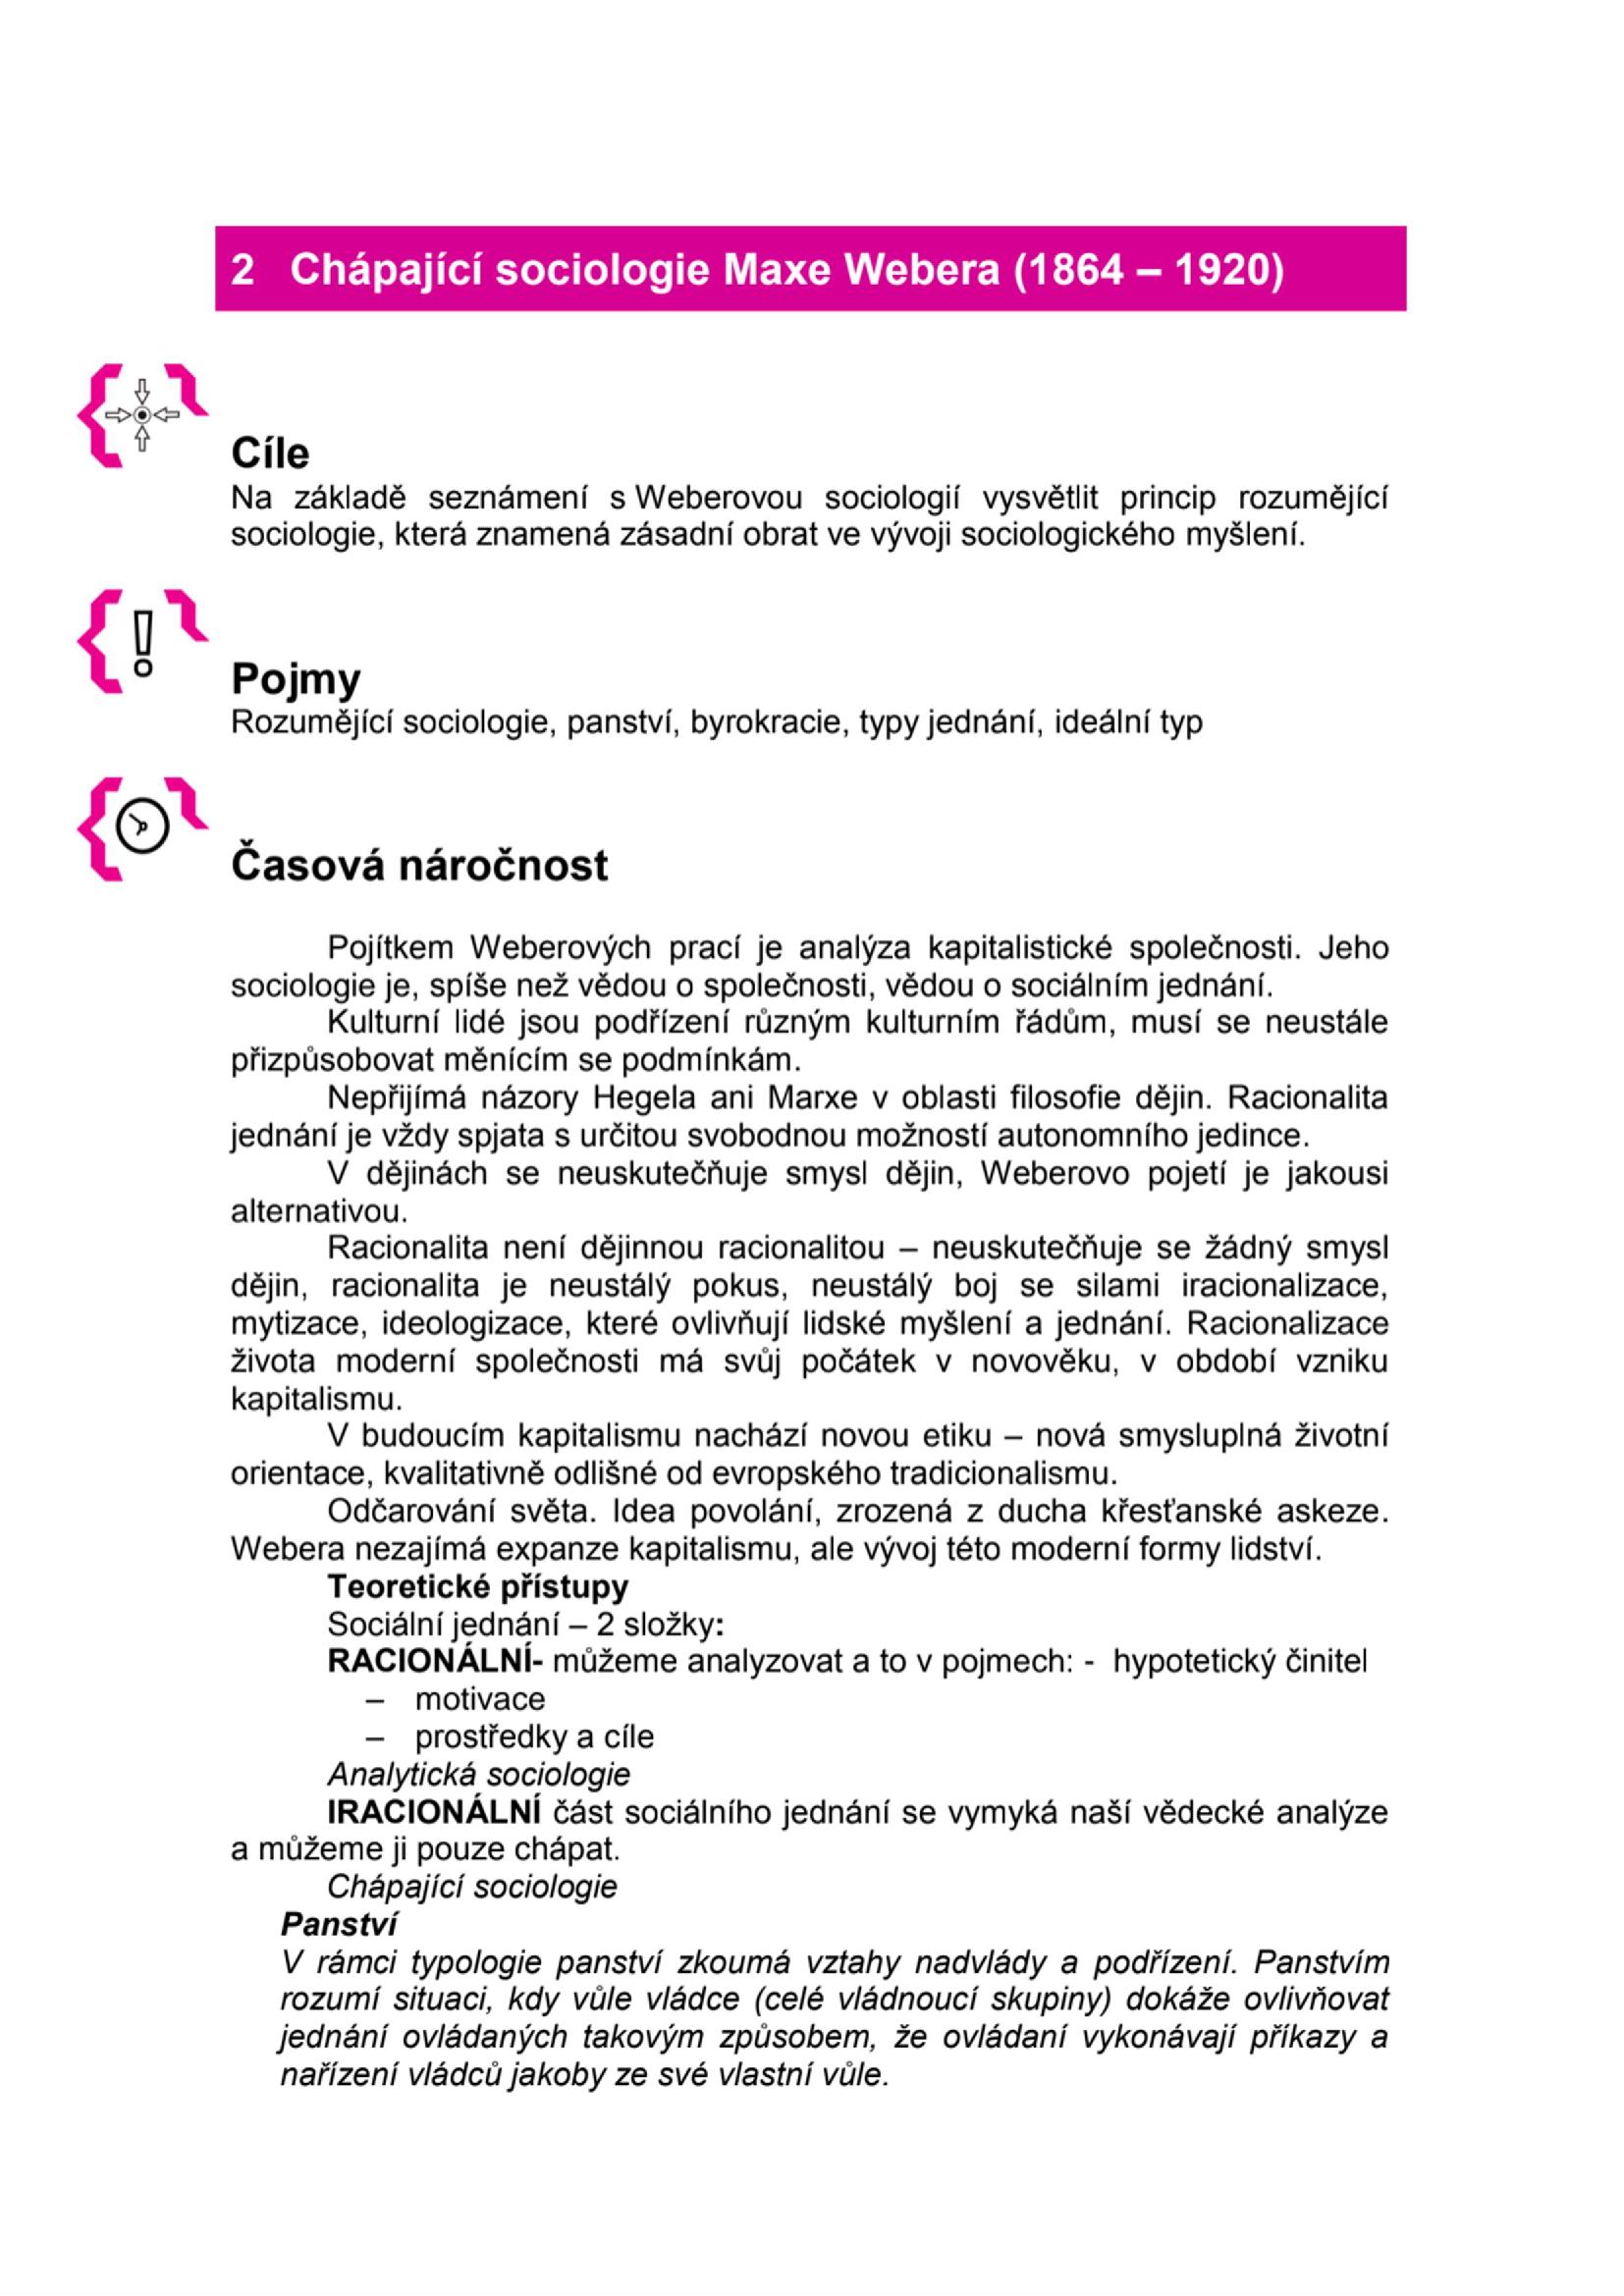 2 Chápající sociologie Maxe Webera (1864 – 1920)
Cíle
Na základě seznámení s Weberovou sociologií vysvětlit princip rozumějící
sociologie, která znamená zásadní obrat ve vývoji sociologického myšlení.
Pojmy
Rozumějící sociologie, panství, byrokracie, typy jednání, ideální typ
Časová náročnost
Pojítkem Weberových prací je analýza kapitalistické společnosti. Jeho
sociologie je, spíše než vědou o společnosti, vědou o sociálním jednání.
Kulturní lidé jsou podřízení různým kulturním řádům, musí se neustále
přizpůsobovat měnícím se podmínkám.
Nepřijímá názory Hegela ani Marxe v oblasti filosofie dějin. Racionalita
jednání je vždy spjata s určitou svobodnou možností autonomního jedince.
V dějinách se neuskutečňuje smysl dějin, Weberovo pojetí je jakousi
alternativou.
Racionalita není dějinnou racionalitou – neuskutečňuje se žádný smysl
dějin, racionalita je neustálý pokus, neustálý boj se silami iracionalizace,
mytizace, ideologizace, které ovlivňují lidské myšlení a jednání. Racionalizace
života moderní společnosti má svůj počátek v novověku, v období vzniku
kapitalismu.
V budoucím kapitalismu nachází novou etiku – nová smysluplná životní
orientace, kvalitativně odlišné od evropského tradicionalismu.
Odčarování světa. Idea povolání, zrozená z ducha křesťanské askeze.
Webera nezajímá expanze kapitalismu, ale vývoj této moderní formy lidství.
Teoretické přístupy
Sociální jednání – 2 složky:
RACIONÁLNÍ- můžeme analyzovat a to v pojmech: - hypotetický činitel
– motivace
– prostředky a cíle
Analytická sociologie
IRACIONÁLNÍ část sociálního jednání se vymyká naší vědecké analýze
a můžeme ji pouze chápat.
Chápající sociologie
Panství
V rámci typologie panství zkoumá vztahy nadvlády a podřízení. Panstvím
rozumí situaci, kdy vůle vládce (celé vládnoucí skupiny) dokáže ovlivňovat
jednání ovládaných takovým způsobem, že ovládaní vykonávají příkazy a
nařízení vládců jakoby ze své vlastní vůle.